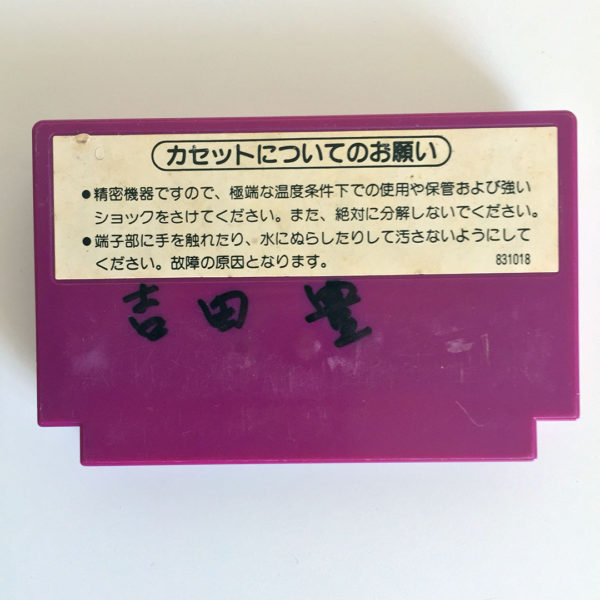 カセットについてのお願い
●精密機器ですので、極端な温度条件下での使用や保管および強い
ショックをさけてください。また、絶対に分解しないでください。
●端子部に手を触れたり、水にぬらしたりして汚さないようにして
ください。故障の原因となります。 831018
吉田 豊